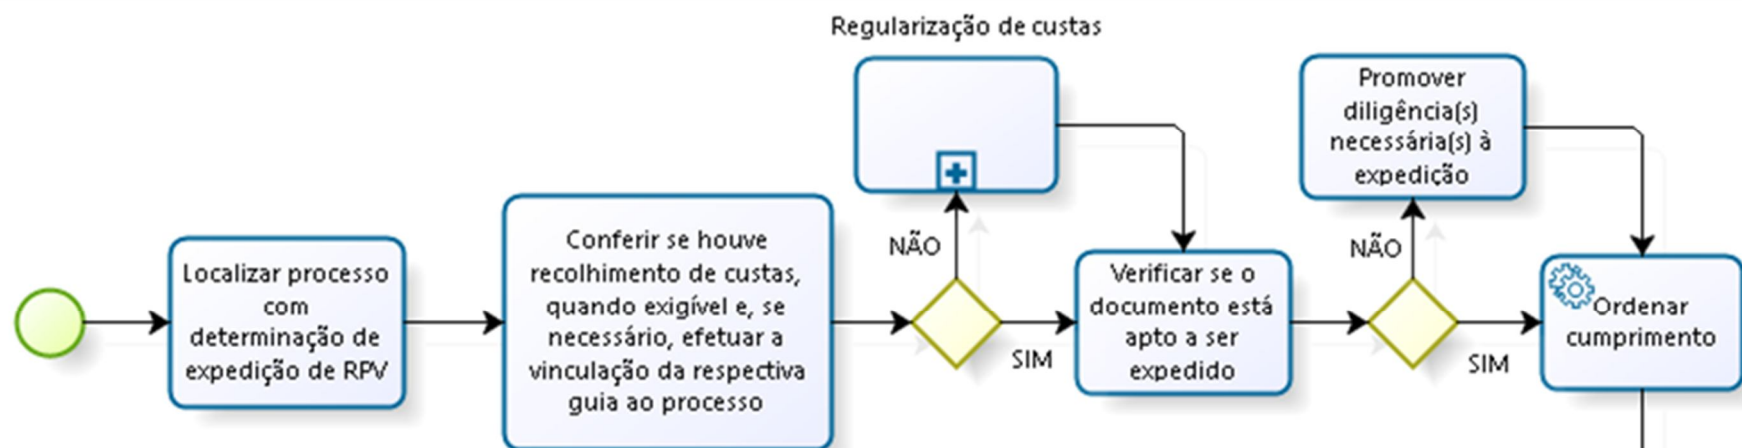 Regularização de custas
Promover
diligência(s)
necessária(s) à
expedição
NÃO
NÃO
Localizar processo
com
determinação de
expedição de RPV
Conferir se houve
recolhimento de custas,
quando exigível e, se
necessário, efetuar a
vinculação da respectiva
guia ao processo
SIM
Verificar se o
documento está
apto a ser
expedido
SIM
Ordenar
cumprimento